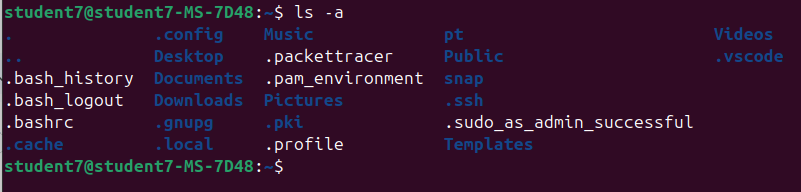 student7@student7-MS-7D48:~$ ls -a
. .config Music pt Videos
.. Desktop .packettracer Public .vscode
.bash_history Documents .pam_environment snap
.bash_logout Downloads Pictures .ssh
.bashrc .gnupg .pki .sudo_as_admin_successful
.cache .local .profile Templates
student7@student7-MS-7D48:~$